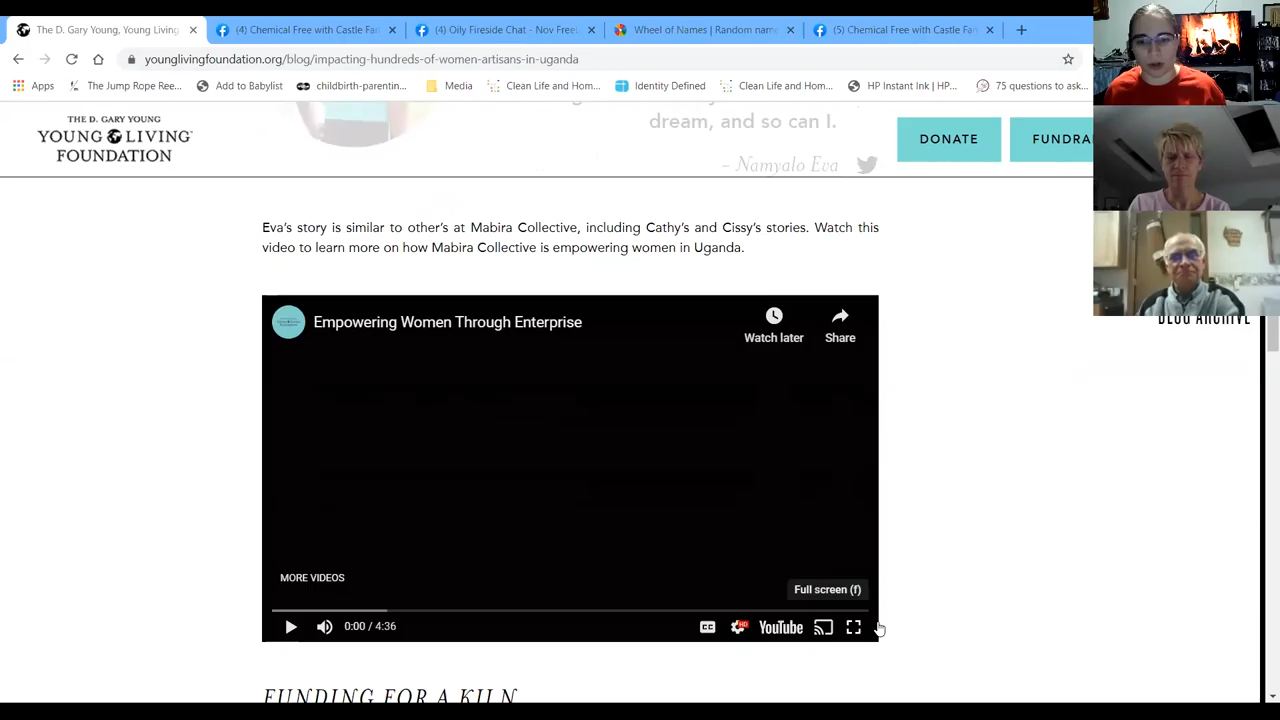 The D. Gary Young, Young Living
(4) Chemical Free with Castle Fan
(4) Oily Fireside Chat - Nov Free
Wheel of Names | Random name
(5) Chemical Free with Castle Fan
younglivingfoundation.org/blog/impacting-hundreds-of-women-artisans-in-uganda
Apps
The Jump Rope Ree...
Add to Babylist
childbirth-parentin...
Media
Clean Life and Hom...
Identity Defined
Clean Life and Hom...
HP Instant Ink | HP...
75 questions to ask...
THE D. GARY YOUNG
YOUNG LIVING
FOUNDATION
dream, and so can I.
– Namyalo Eva
DONATE
FUNDRA
Eva's story is similar to other's at Mabira Collective, including Cathy's and Cissy's stories. Watch this
video to learn more on how Mabira Collective is empowering women in Uganda.
BLOG ARCHIVE
Empowering Women Through Enterprise
Watch later
Share
MORE VIDEOS
Full screen (f)
0:00 / 4:36
CC
HD
YouTube
FUNDING FOR A KILN